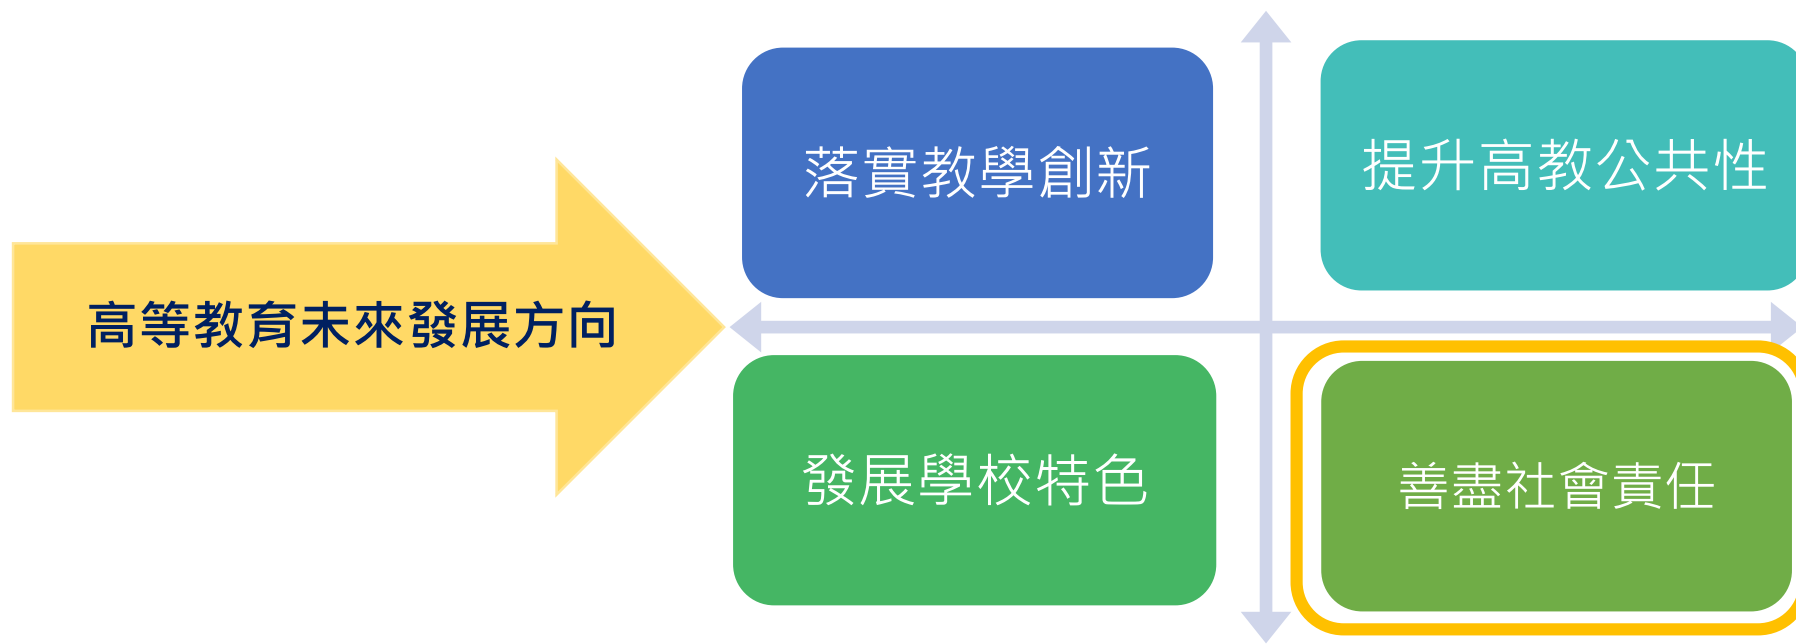 高等教育未來發展方向
落實教學創新
提升高教公共性
發展學校特色
善盡社會責任